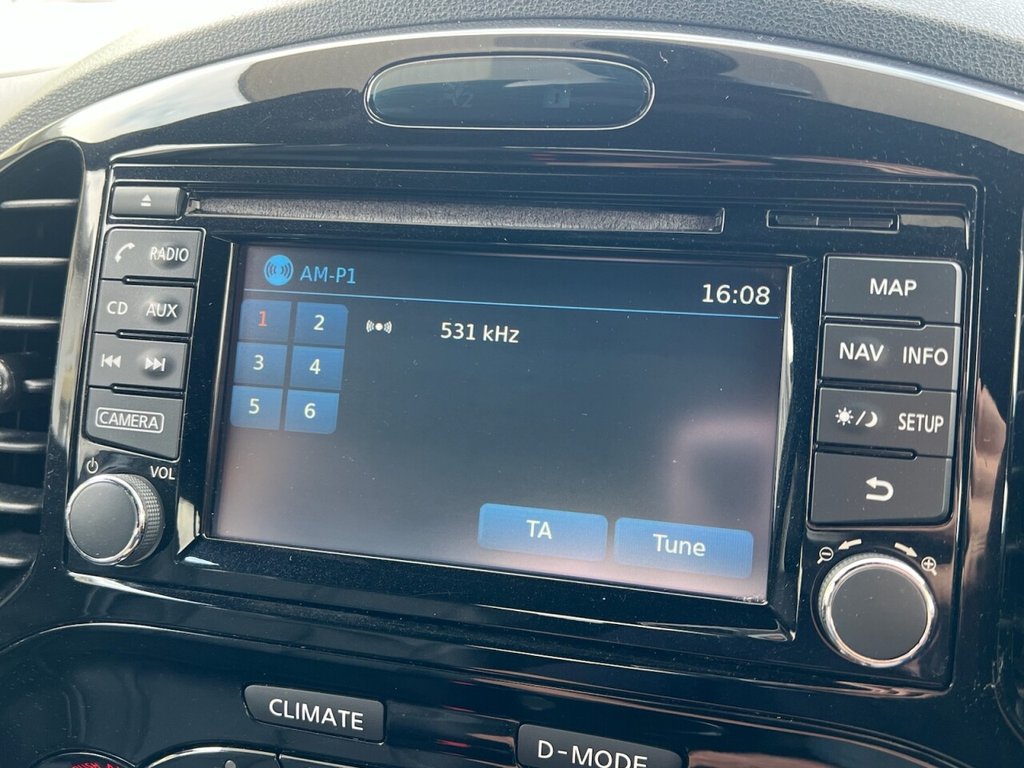 AM-P1
16:08
1 2
531 kHz
3 4
5 6
TA
Tune
RADIO
CD AUX
CAMERA
VOL
MAP
NAV INFO
SETUP
CLIMATE
D-MODE